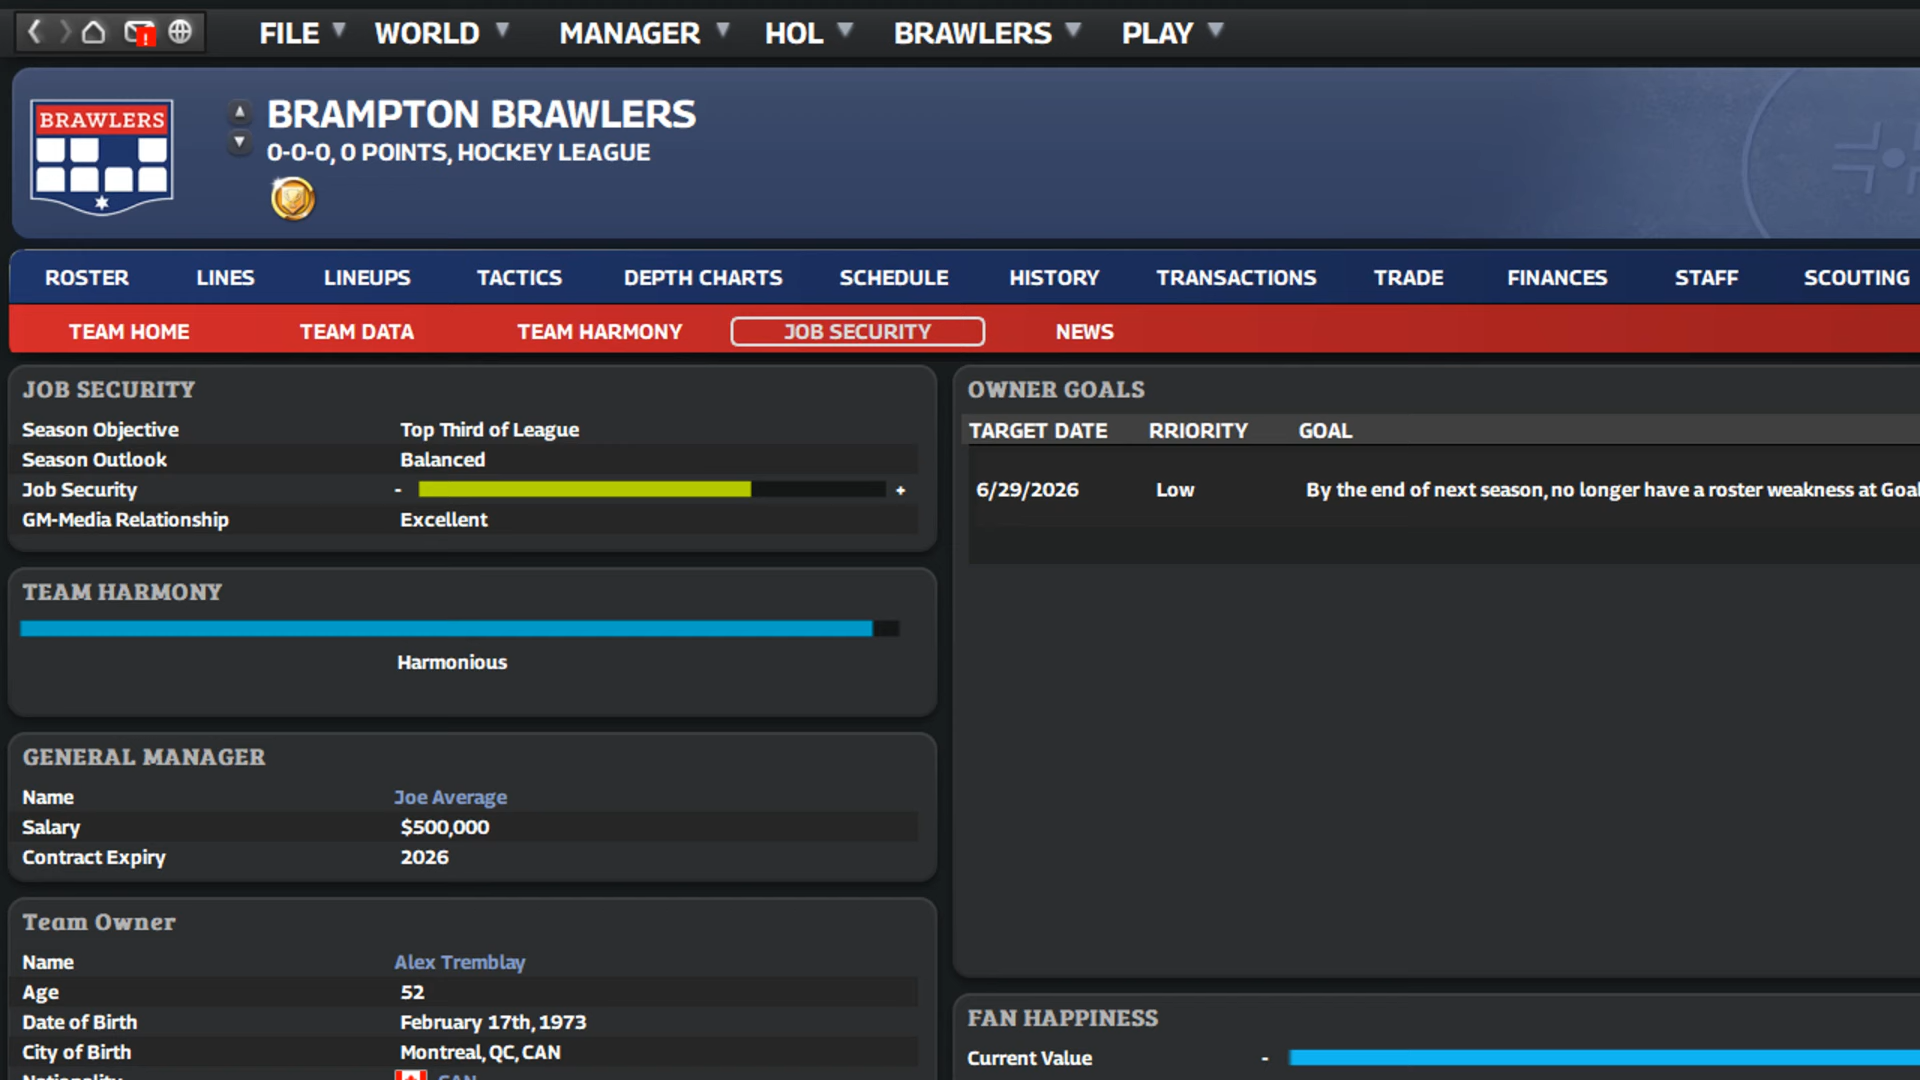 FILE WORLD MANAGER HOL BRAWLERS PLAY
BRAWLERS
BRAMPTON BRAWLERS
0-0-0, 0 POINTS, HOCKEY LEAGUE
ROSTER LINES LINEUPS TACTICS DEPTH CHARTS SCHEDULE HISTORY TRANSACTIONS TRADE FINANCES STAFF SCOUTING
TEAM HOME TEAM DATA TEAM HARMONY JOB SECURITY NEWS
JOB SECURITY
Season Objective Top Third of League
Season Outlook Balanced
Job Security - +
GM-Media Relationship Excellent
TEAM HARMONY
Harmonious
GENERAL MANAGER
Name Joe Average
Salary $500,000
Contract Expiry 2026
Team Owner
Name Alex Tremblay
Age 52
Date of Birth February 17th, 1973
City of Birth Montreal, QC, CAN
Nationality CAN
OWNER GOALS
TARGET DATE RRIORITY GOAL
6/29/2026 Low By the end of next season, no longer have a roster weakness at Goal
FAN HAPPINESS
Current Value -